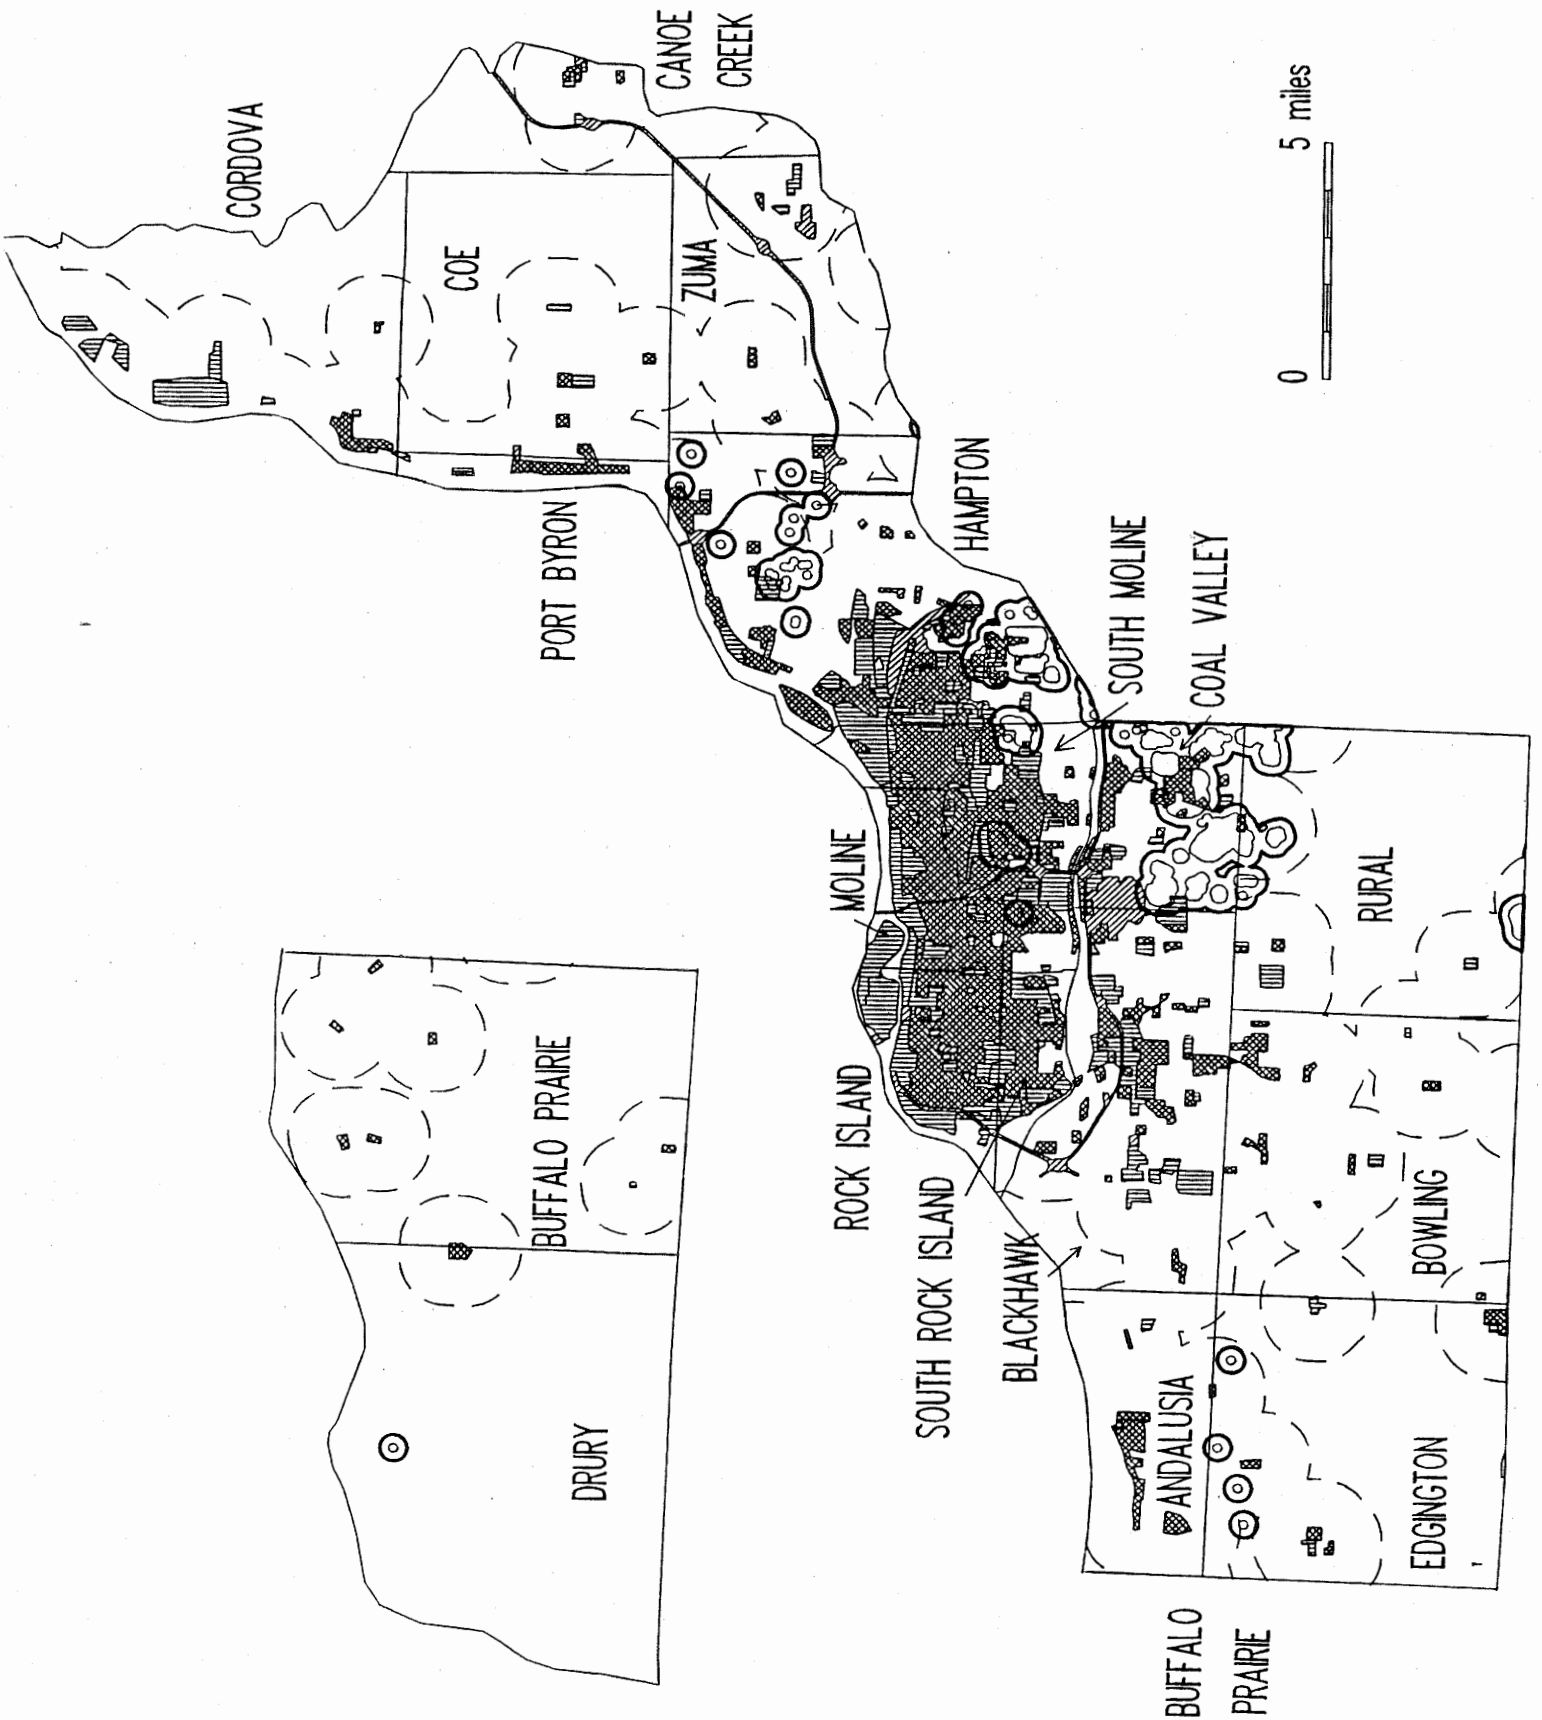 CORDOVA
CANOE
CREEK
COE
ZUMA
PORT BYRON
HAMPTON
0 5 miles
MOLINE
SOUTH MOLINE
COAL VALLEY
ROCK ISLAND
SOUTH ROCK ISLAND
BLACKHAWK
RURAL
BOWLING
ANDALUSIA
EDGINGTON
BUFFALO PRAIRIE
DRURY
BUFFALO
PRAIRIE